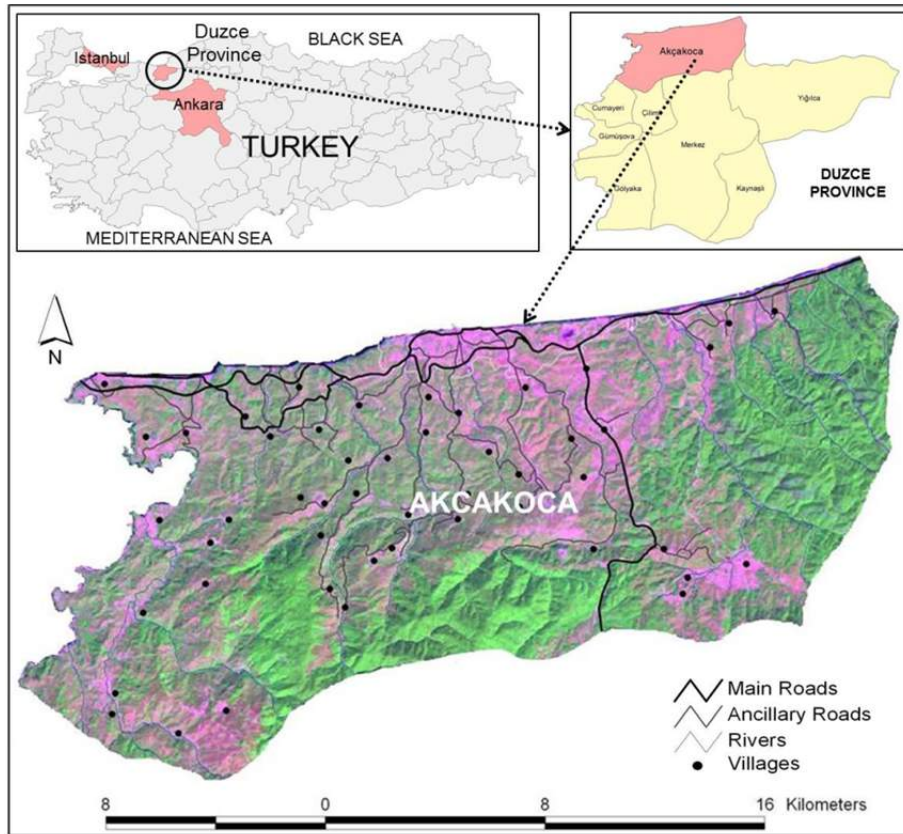 Duzce
Province
BLACK SEA
Istanbul
Ankara
TURKEY
MEDITERRANEAN SEA
Akçakoca
Cumayeri
Çilimli
Yığılca
Gümüşova
Merkez
Gölyaka
Kaynaşlı
DUZCE
PROVINCE
N
AKCAKOCA
Main Roads
Ancillary Roads
Rivers
Villages
8 0 8 16 Kilometers